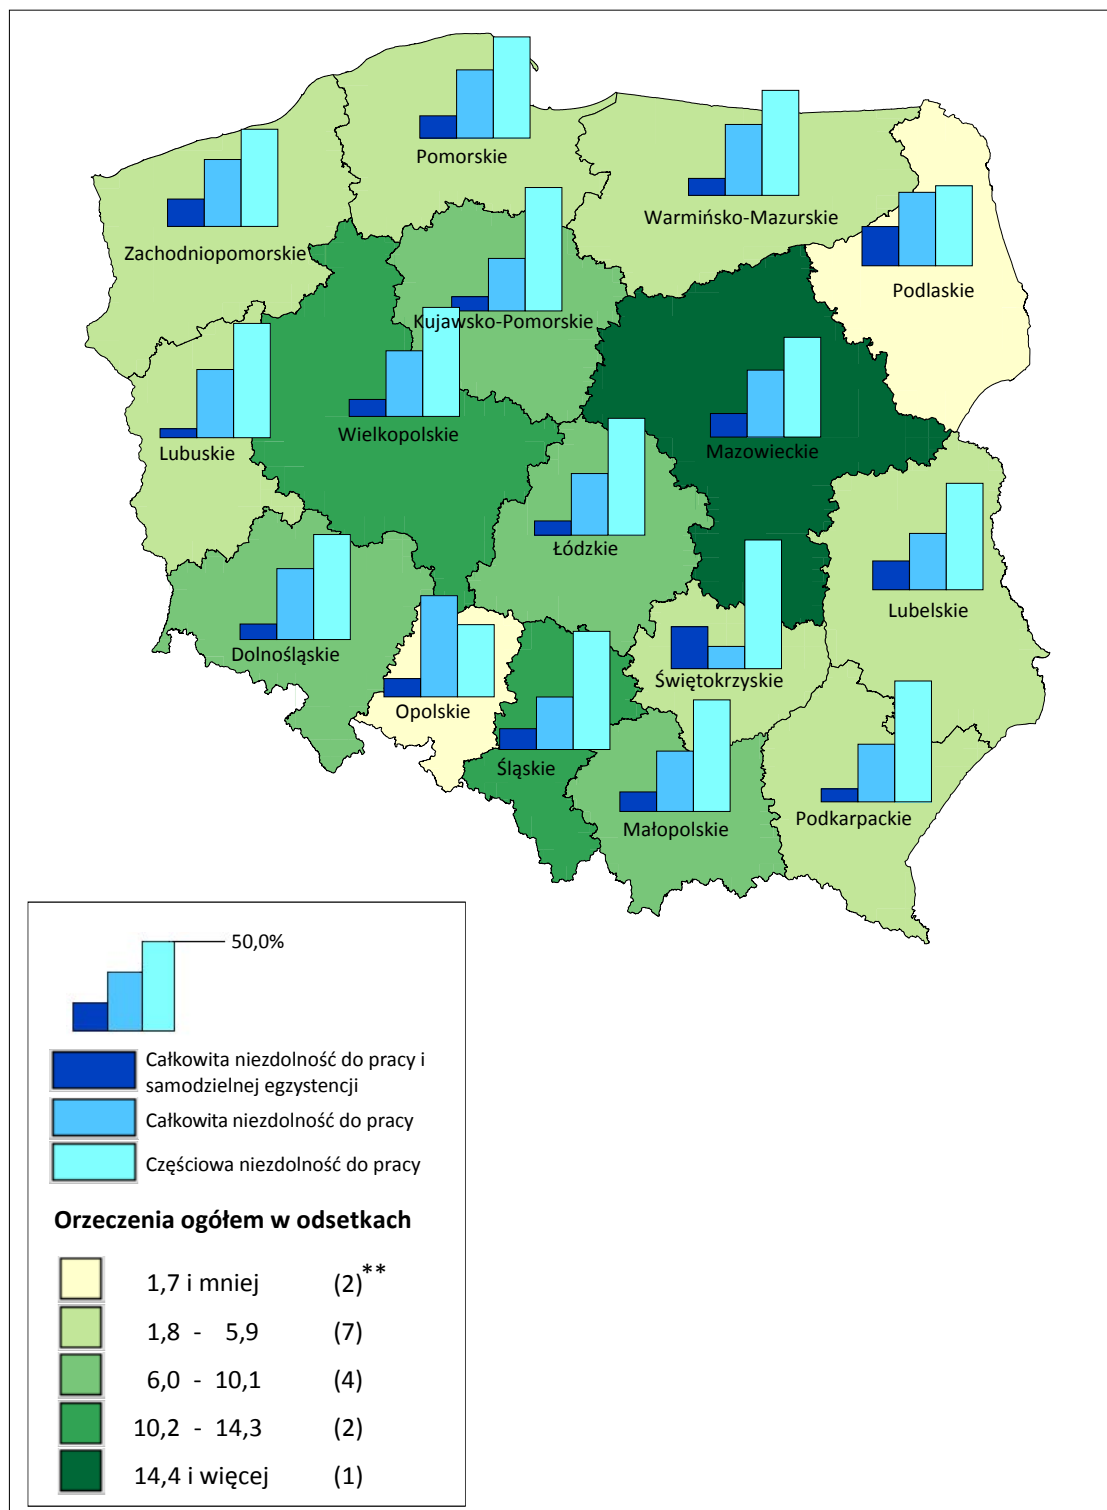 Pomorskie
Warmińsko-Mazurskie
Zachodniopomorskie
Podlaskie
Kujawsko-Pomorskie
Wielkopolskie
Mazowieckie
Lubuskie
Łódzkie
Lubelskie
Dolnośląskie
Świętokrzyskie
Opolskie
Śląskie
Małopolskie
Podkarpackie
50,0%
Całkowita niezdolność do pracy i
samodzielnej egzystencji
Całkowita niezdolność do pracy
Częściowa niezdolność do pracy
Orzeczenia ogółem w odsetkach
1,7 i mniej (2)**
1,8 - 5,9 (7)
6,0 - 10,1 (4)
10,2 - 14,3 (2)
14,4 i więcej (1)